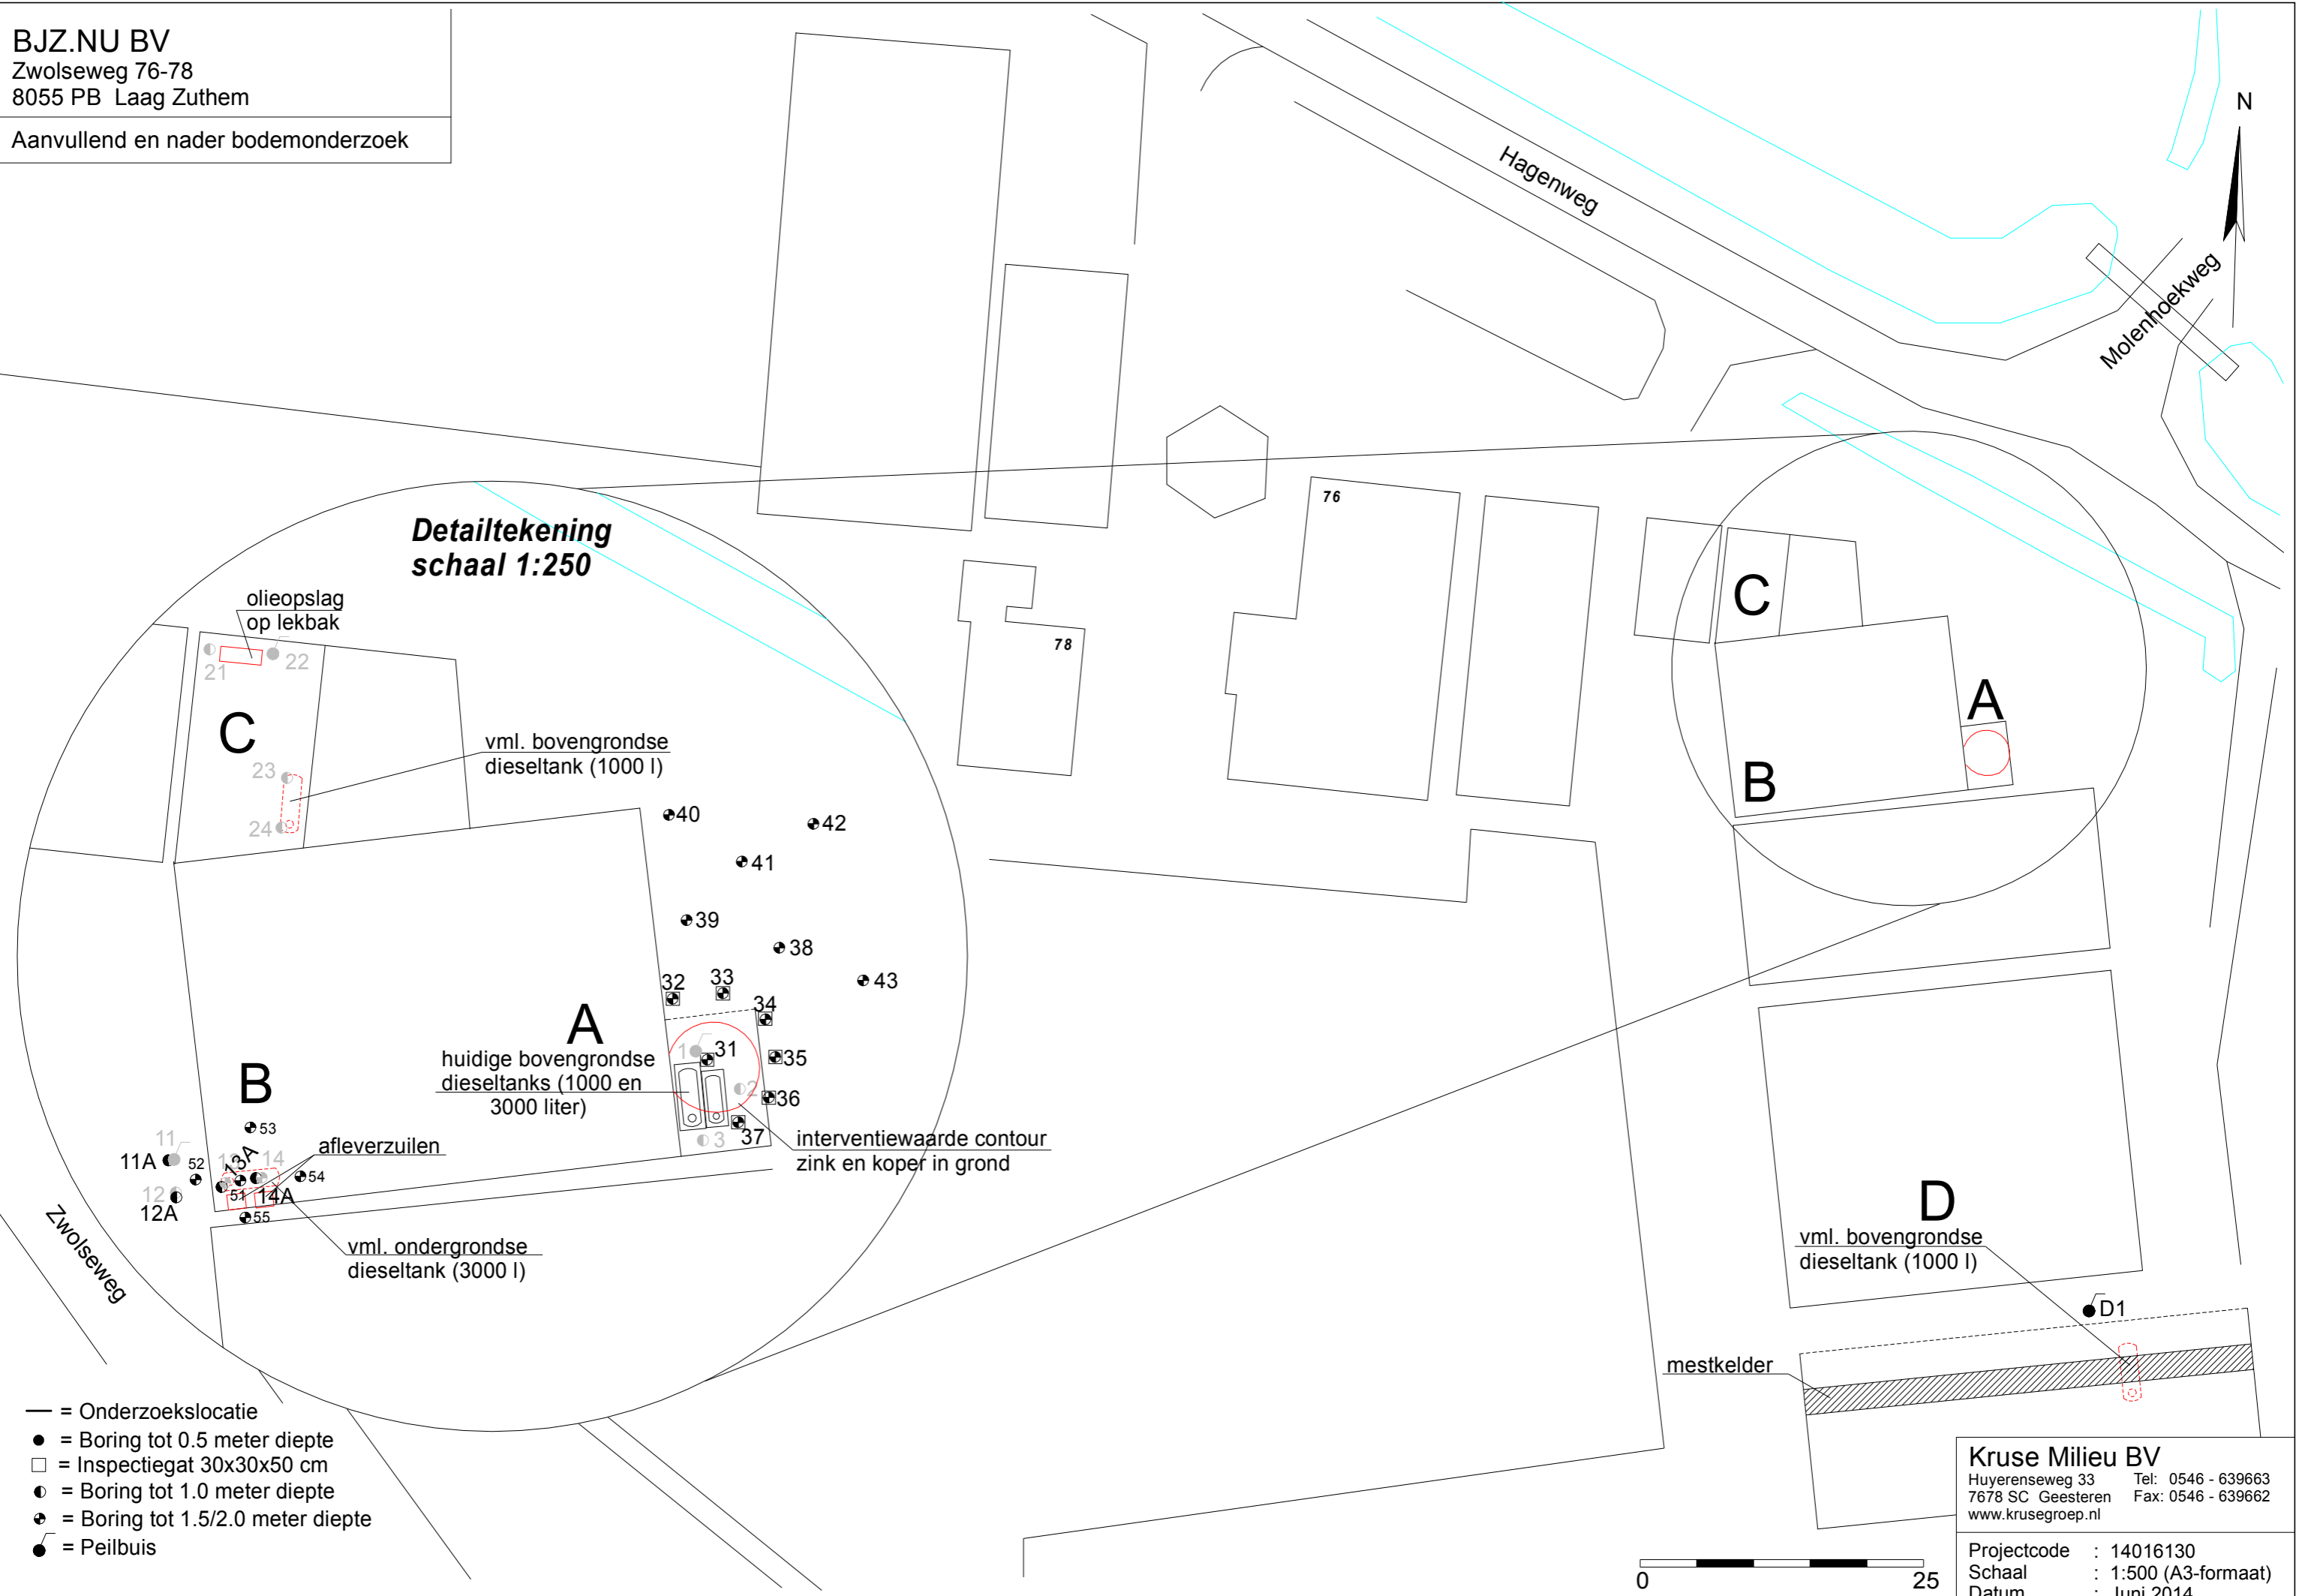 BJZ.NU BV
Zwolseweg 76-78
8055 PB Laag Zuthem
Aanvullend en nader bodemonderzoek
N
Hagenweg
Molenhoekweg
Detailtekening
schaal 1:250
76
78
olieopslag
op lekbak
21
22
C
C
vml. bovengrondse
dieseltank (1000 l)
23
24
A
B
40
42
41
39
38
43
32
33
34
A
1
31
35
huidige bovengrondse
dieseltanks (1000 en
3000 liter)
2
36
37
3
interventiewaarde contour
zink en koper in grond
B
53
11
11A
52
13A
14
afleverzuilen
54
12
12A
51
14A
55
vml. ondergrondse
dieseltank (3000 l)
Zwolseweg
D
vml. bovengrondse
dieseltank (1000 l)
D1
mestkelder
= Onderzoekslocatie
= Boring tot 0.5 meter diepte
= Inspectiegat 30x30x50 cm
= Boring tot 1.0 meter diepte
= Boring tot 1.5/2.0 meter diepte
= Peilbuis
0 25
Kruse Milieu BV
Huyerenseweg 33 Tel: 0546 - 639663
7678 SC Geesteren Fax: 0546 - 639662
www.krusegroep.nl
Projectcode : 14016130
Schaal : 1:500 (A3-formaat)
Datum : Juni 2014